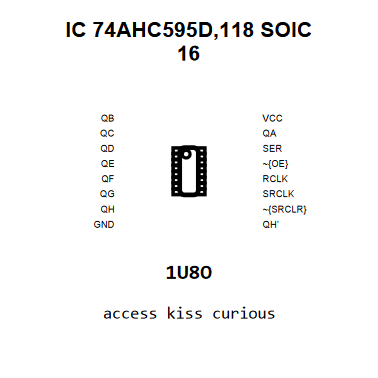 IC 74AHC595D,118 SOIC
16
QB VCC
QC QA
QD SER
QE ~{OE}
QF RCLK
QG SRCLK
QH ~{SRCLR}
GND QH'
1U8O
access kiss curious